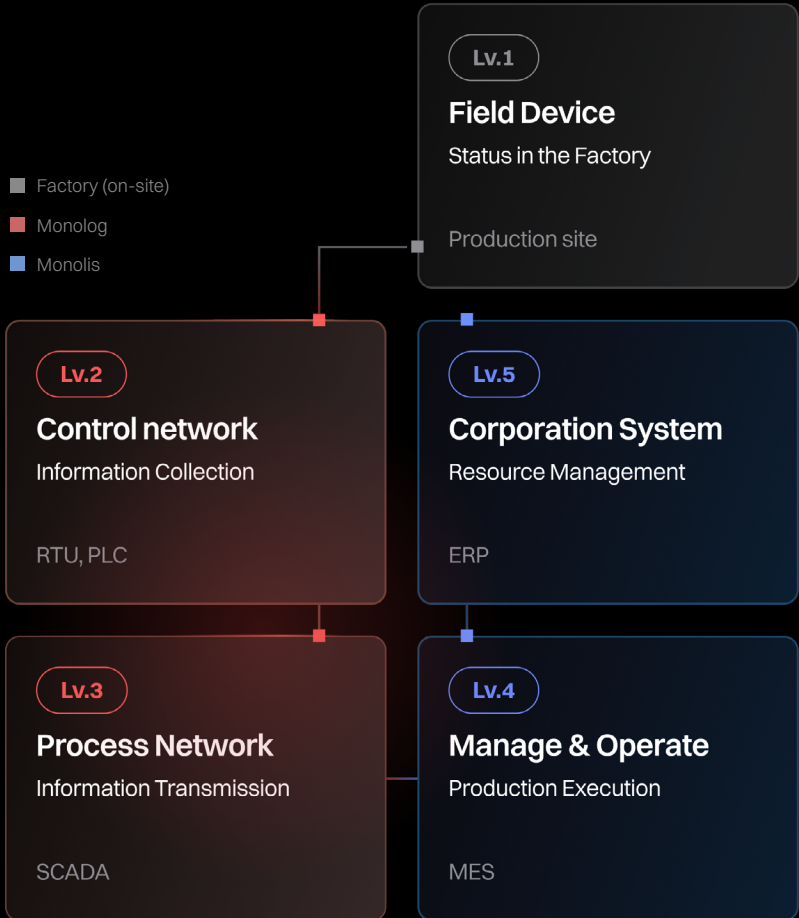 Lv.1
Field Device
Status in the Factory
Production site
Factory (on-site)
Monolog
Monolis
Lv.2
Control network
Information Collection
RTU, PLC
Lv.5
Corporation System
Resource Management
ERP
Lv.3
Process Network
Information Transmission
SCADA
Lv.4
Manage & Operate
Production Execution
MES